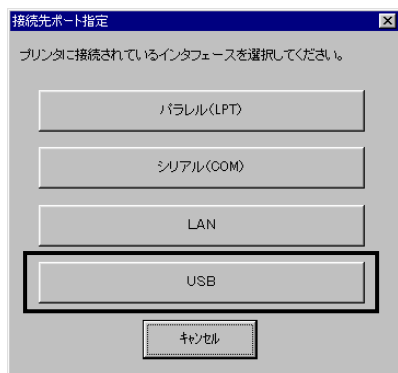 接続先ポート指定
プリンタに接続されているインタフェースを選択してください。
パラレル(LPT)
シリアル(COM)
LAN
USB
キャンセル